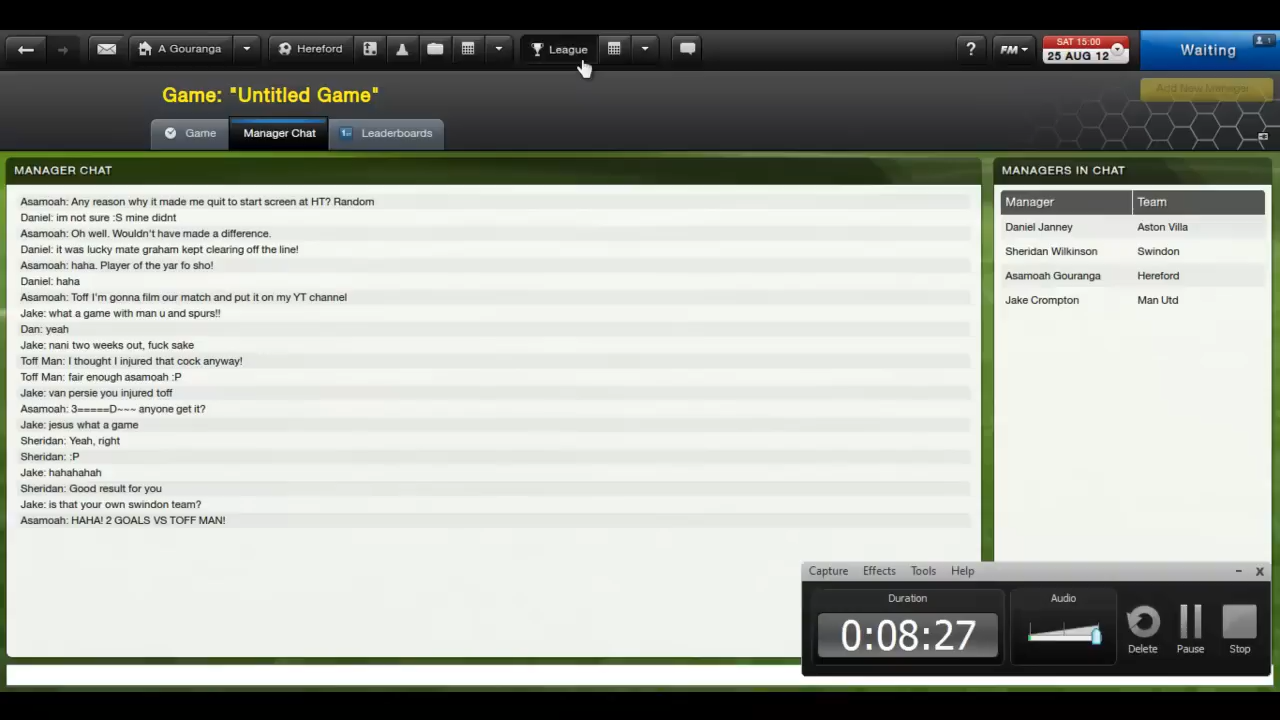 A Gouranga
Hereford
League
?
FM
SAT 15:00
25 AUG 12
Waiting
1
Game: "Untitled Game"
Add New Manager
Game
Manager Chat
Leaderboards
MANAGER CHAT
Asamoah: Any reason why it made me quit to start screen at HT? Random
Daniel: im not sure :S mine didnt
Asamoah: Oh well. Wouldn't have made a difference.
Daniel: it was lucky mate graham kept clearing off the line!
Asamoah: haha. Player of the yar fo sho!
Daniel: haha
Asamoah: Toff I'm gonna film our match and put it on my YT channel
Jake: what a game with man u and spurs!!
Dan: yeah
Jake: nani two weeks out, fuck sake
Toff Man: I thought I injured that cock anyway!
Toff Man: fair enough asamoah :P
Jake: van persie you injured toff
Asamoah: 3=====D~~~ anyone get it?
Jake: jesus what a game
Sheridan: Yeah, right
Sheridan: :P
Jake: hahahahah
Sheridan: Good result for you
Jake: is that your own swindon team?
Asamoah: HAHA! 2 GOALS VS TOFF MAN!
MANAGERS IN CHAT
Manager Team
Daniel Janney Aston Villa
Sheridan Wilkinson Swindon
Asamoah Gouranga Hereford
Jake Crompton Man Utd
Capture Effects Tools Help
Duration
0:08:27
Audio
Delete
Pause
Stop